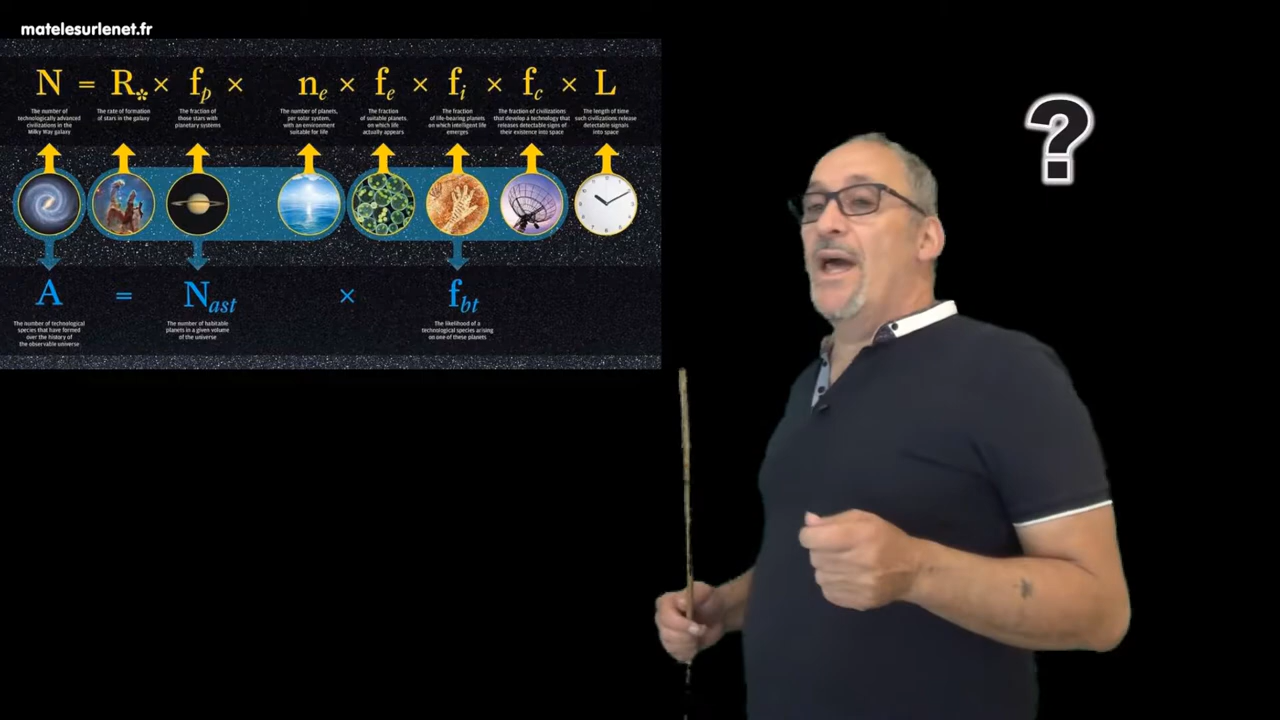 matelesurlenet.fr
N = R* × fp × ne × fe × fi × fc × L
The number of
technologically advanced
civilizations in the
Milky Way galaxy
The rate of formation
of stars in the galaxy
The fraction of
those stars with
planetary systems
The number of planets,
per solar system,
with an environment
suitable for life
The fraction
of suitable planets,
on which life
actually appears
The fraction
of life-bearing planets
on which intelligent life
emerges
The fraction of civilizations
that develop a technology that
releases detectable signs of
their existence into space
The length of time
such civilizations release
detectable signals
into space
A = Nast × fbt
The number of technological
species that have formed
over the history of
the observable universe
The number of habitable
planets in a given volume
of the universe
The likelihood of a
technological species arising
on one of these planets
?